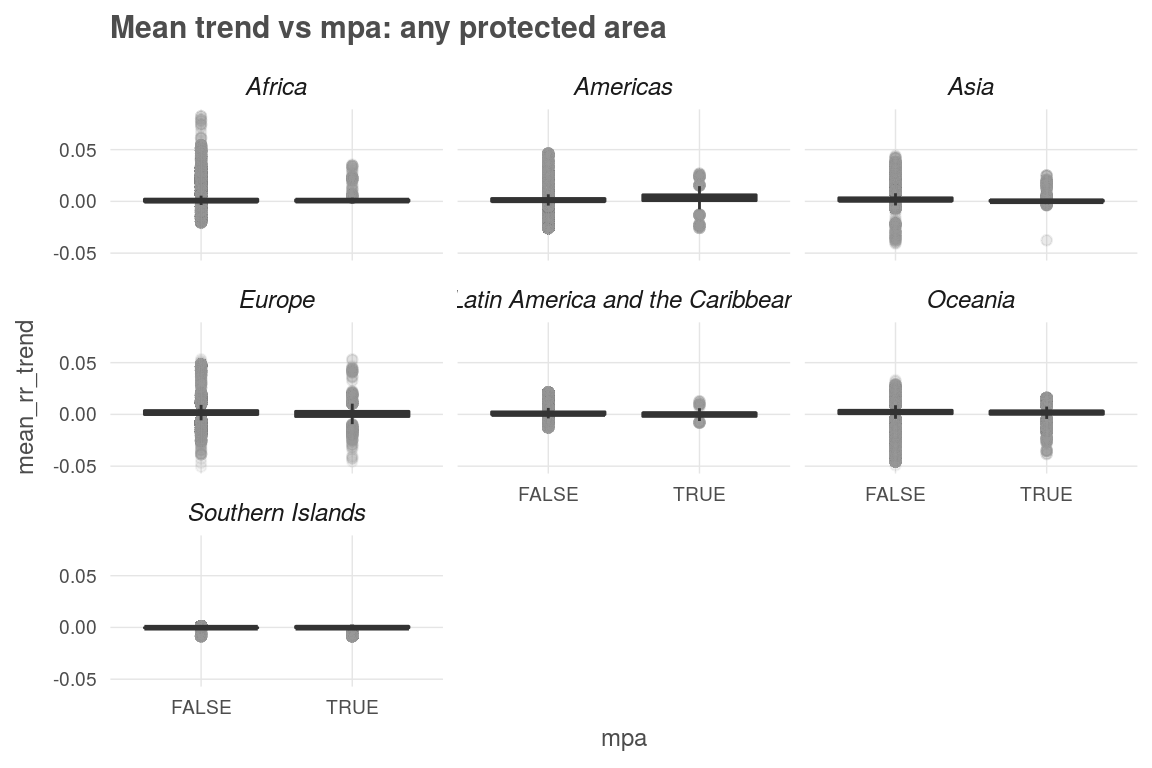 Mean trend vs mpa: any protected area
Africa
Americas
Asia
0.05
0.00
-0.05
Europe
Latin America and the Caribbean
Oceania
0.05
0.00
-0.05
FALSE TRUE
FALSE TRUE
Southern Islands
0.05
0.00
-0.05
FALSE TRUE
mean_rr_trend
mpa